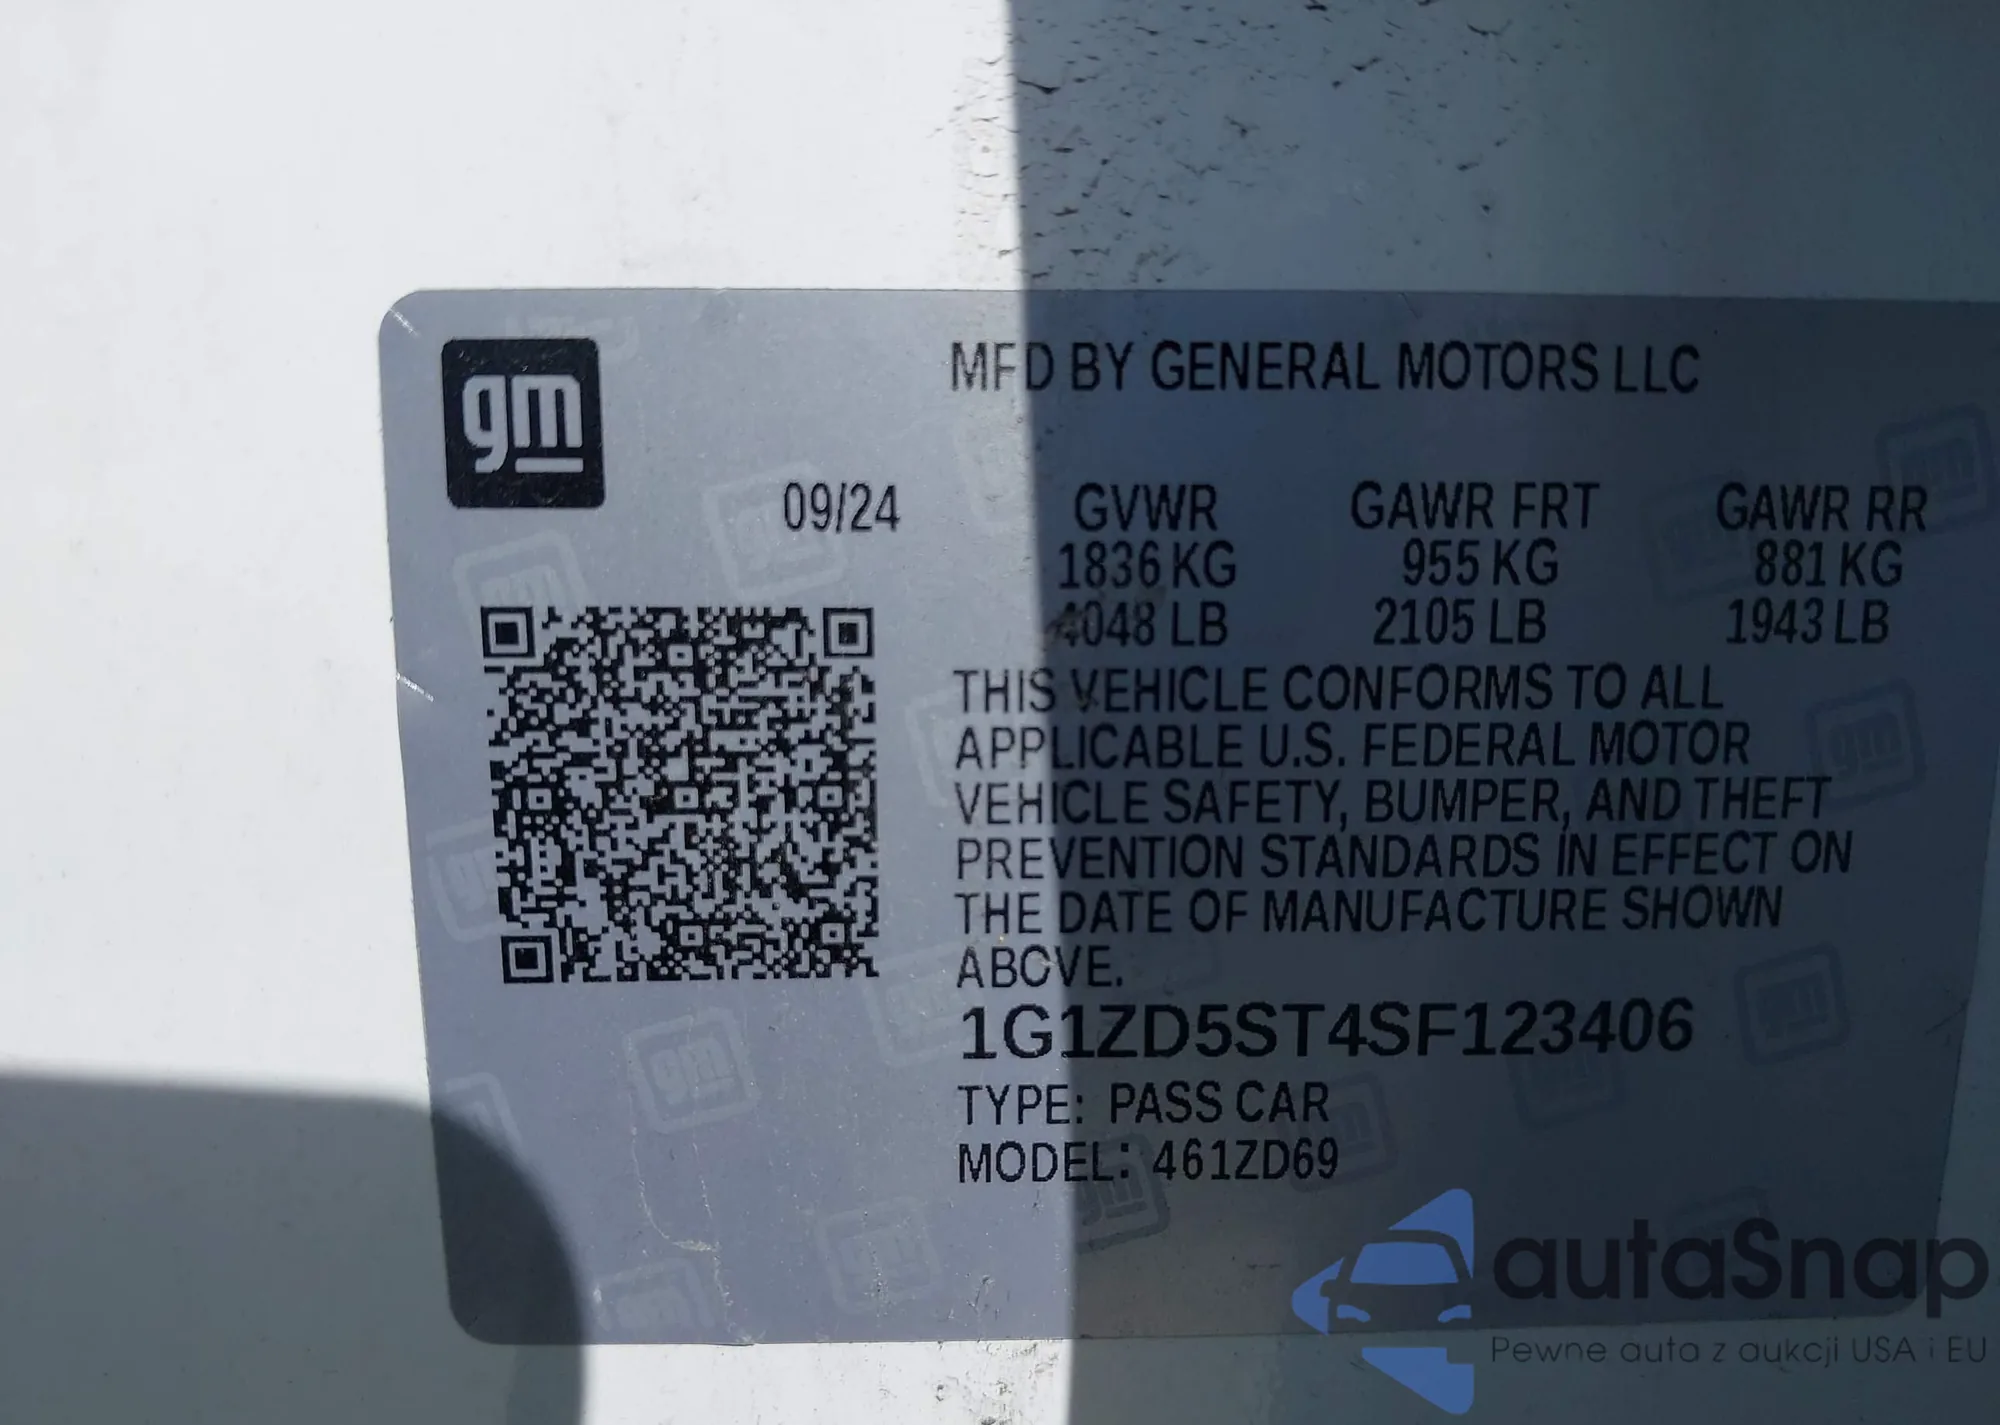 gm
MFD BY GENERAL MOTORS LLC
09/24
GVWR GAWR FRT GAWR RR
1836 KG 955 KG 881 KG
4048 LB 2105 LB 1943 LB
THIS VEHICLE CONFORMS TO ALL
APPLICABLE U.S. FEDERAL MOTOR
VEHICLE SAFETY, BUMPER, AND THEFT
PREVENTION STANDARDS IN EFFECT ON
THE DATE OF MANUFACTURE SHOWN
ABOVE.
1G1ZD5ST4SF123406
TYPE: PASS CAR
MODEL: 461ZD69
autaSnap
Pewne auta z aukcji USA i EU